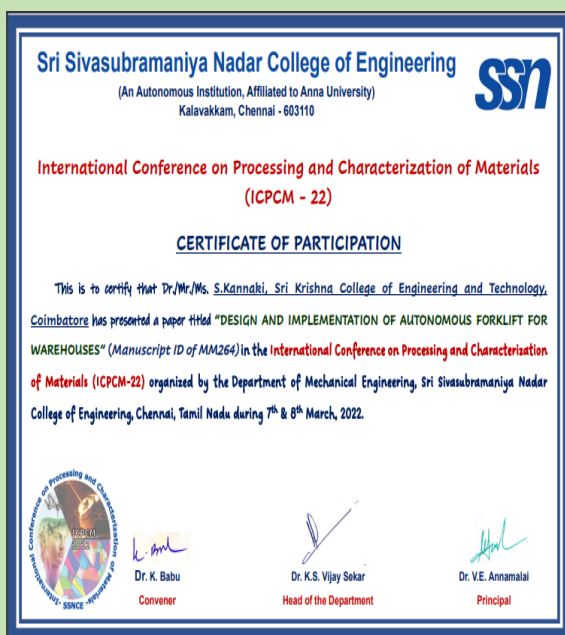 Sri Sivasubramaniya Nadar College of Engineering
ssn
(An Autonomous Institution, Affiliated to Anna University)
Kalavakkam, Chennai - 603110
International Conference on Processing and Characterization of Materials
(ICPCM - 22)
CERTIFICATE OF PARTICIPATION
This is to certify that Dr./Mr./Ms. S.Kannaki, Sri Krishna College of Engineering and Technology,
Coimbatore has presented a paper titled "DESIGN AND IMPLEMENTATION OF AUTONOMOUS FORKLIFT FOR
WAREHOUSES" (Manuscript ID of MM264) in the International Conference on Processing and Characterization
of Materials (ICPCM-22) organized by the Department of Mechanical Engineering, Sri Sivasubramaniya Nadar
College of Engineering, Chennai, Tamil Nadu during 7th & 8th March, 2022.
International Conference on Processing and Characterization of Materials
ICPCM
2022
-SSNCE-
K. Babu
Dr. K. Babu
Dr. K.S. Vijay Sekar
Dr. V.E. Annamalai
Convener
Head of the Department
Principal